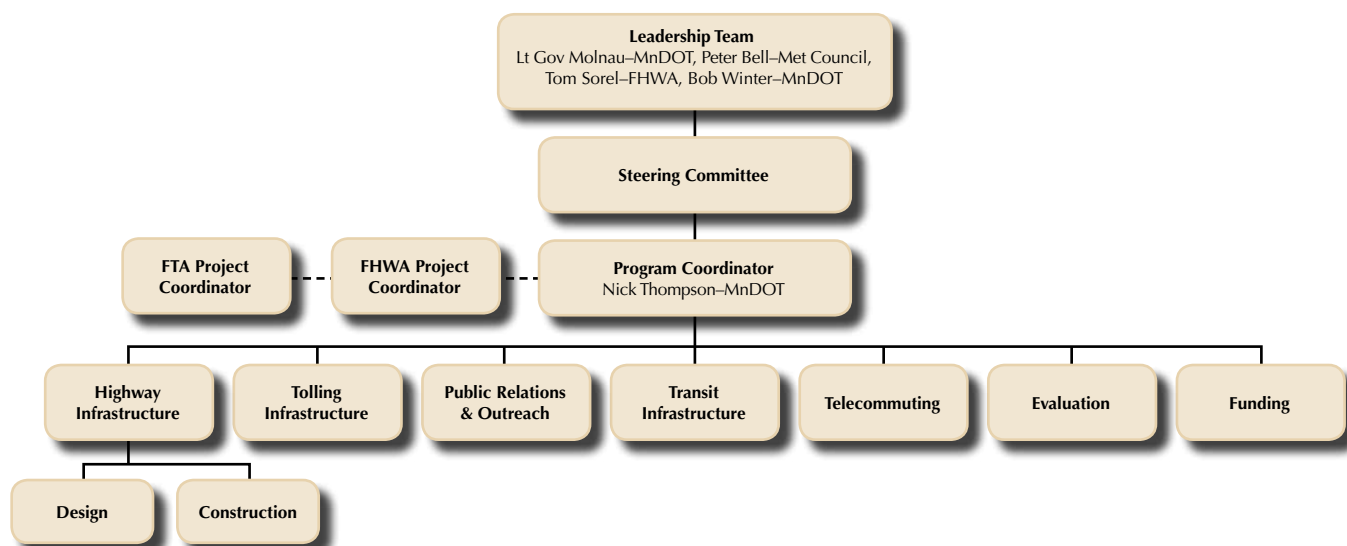 Leadership Team
Lt Gov Molnau–MnDOT, Peter Bell–Met Council,
Tom Sorel–FHWA, Bob Winter–MnDOT
Steering Committee
FTA Project
Coordinator
FHWA Project
Coordinator
Program Coordinator
Nick Thompson–MnDOT
Highway
Infrastructure
Tolling
Infrastructure
Public Relations
& Outreach
Transit
Infrastructure
Telecommuting
Evaluation
Funding
Design
Construction